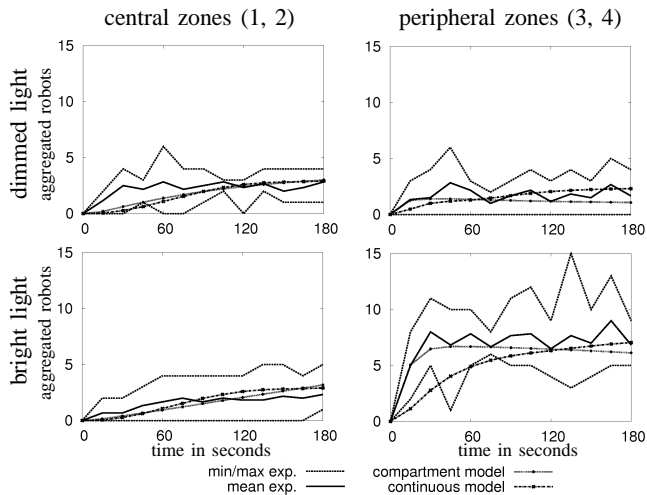 central zones (1, 2)
peripheral zones (3, 4)
dimmed light
aggregated robots
15
10
5
0
0 60 120 180
15
10
5
0
0 60 120 180
bright light
aggregated robots
15
10
5
0
0 60 120 180
time in seconds
15
10
5
0
0 60 120 180
time in seconds
min/max exp.
mean exp.
compartment model
continuous model